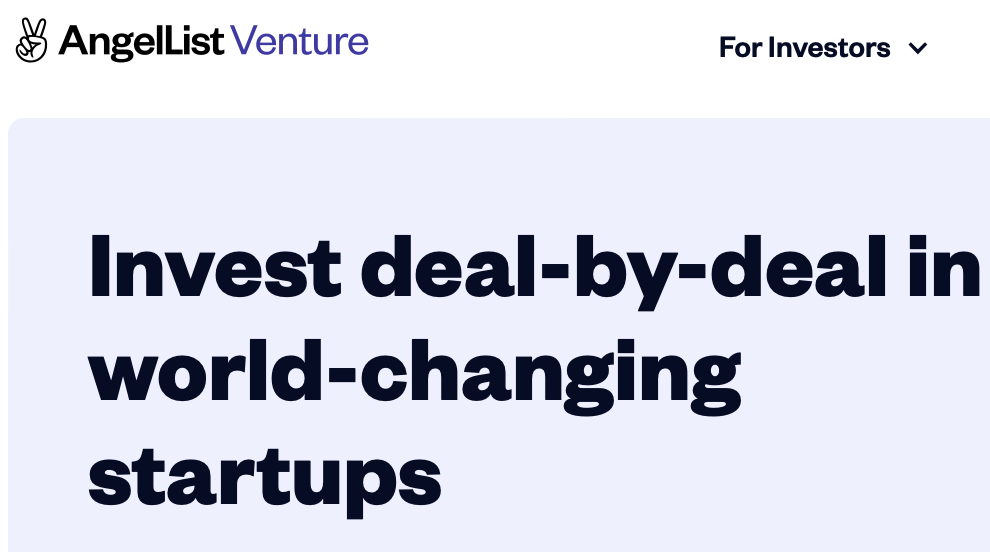 AngelList Venture
For Investors
Invest deal-by-deal in
world-changing
startups